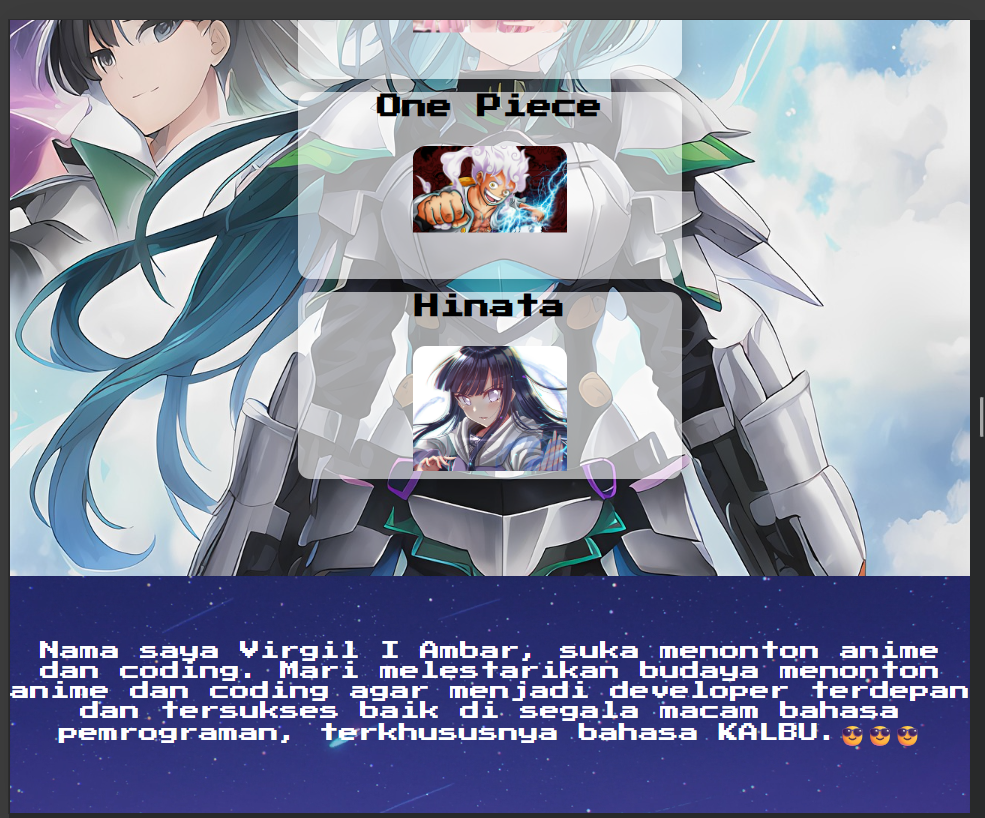 One Piece
Hinata
Nama saya Virgil I Ambar, suka menonton anime
dan coding. Mari melestarikan budaya menonton
anime dan coding agar menjadi developer terdepan
dan tersukses baik di segala macam bahasa
pemrograman, terkhususnya bahasa KALBU.😎😎😎